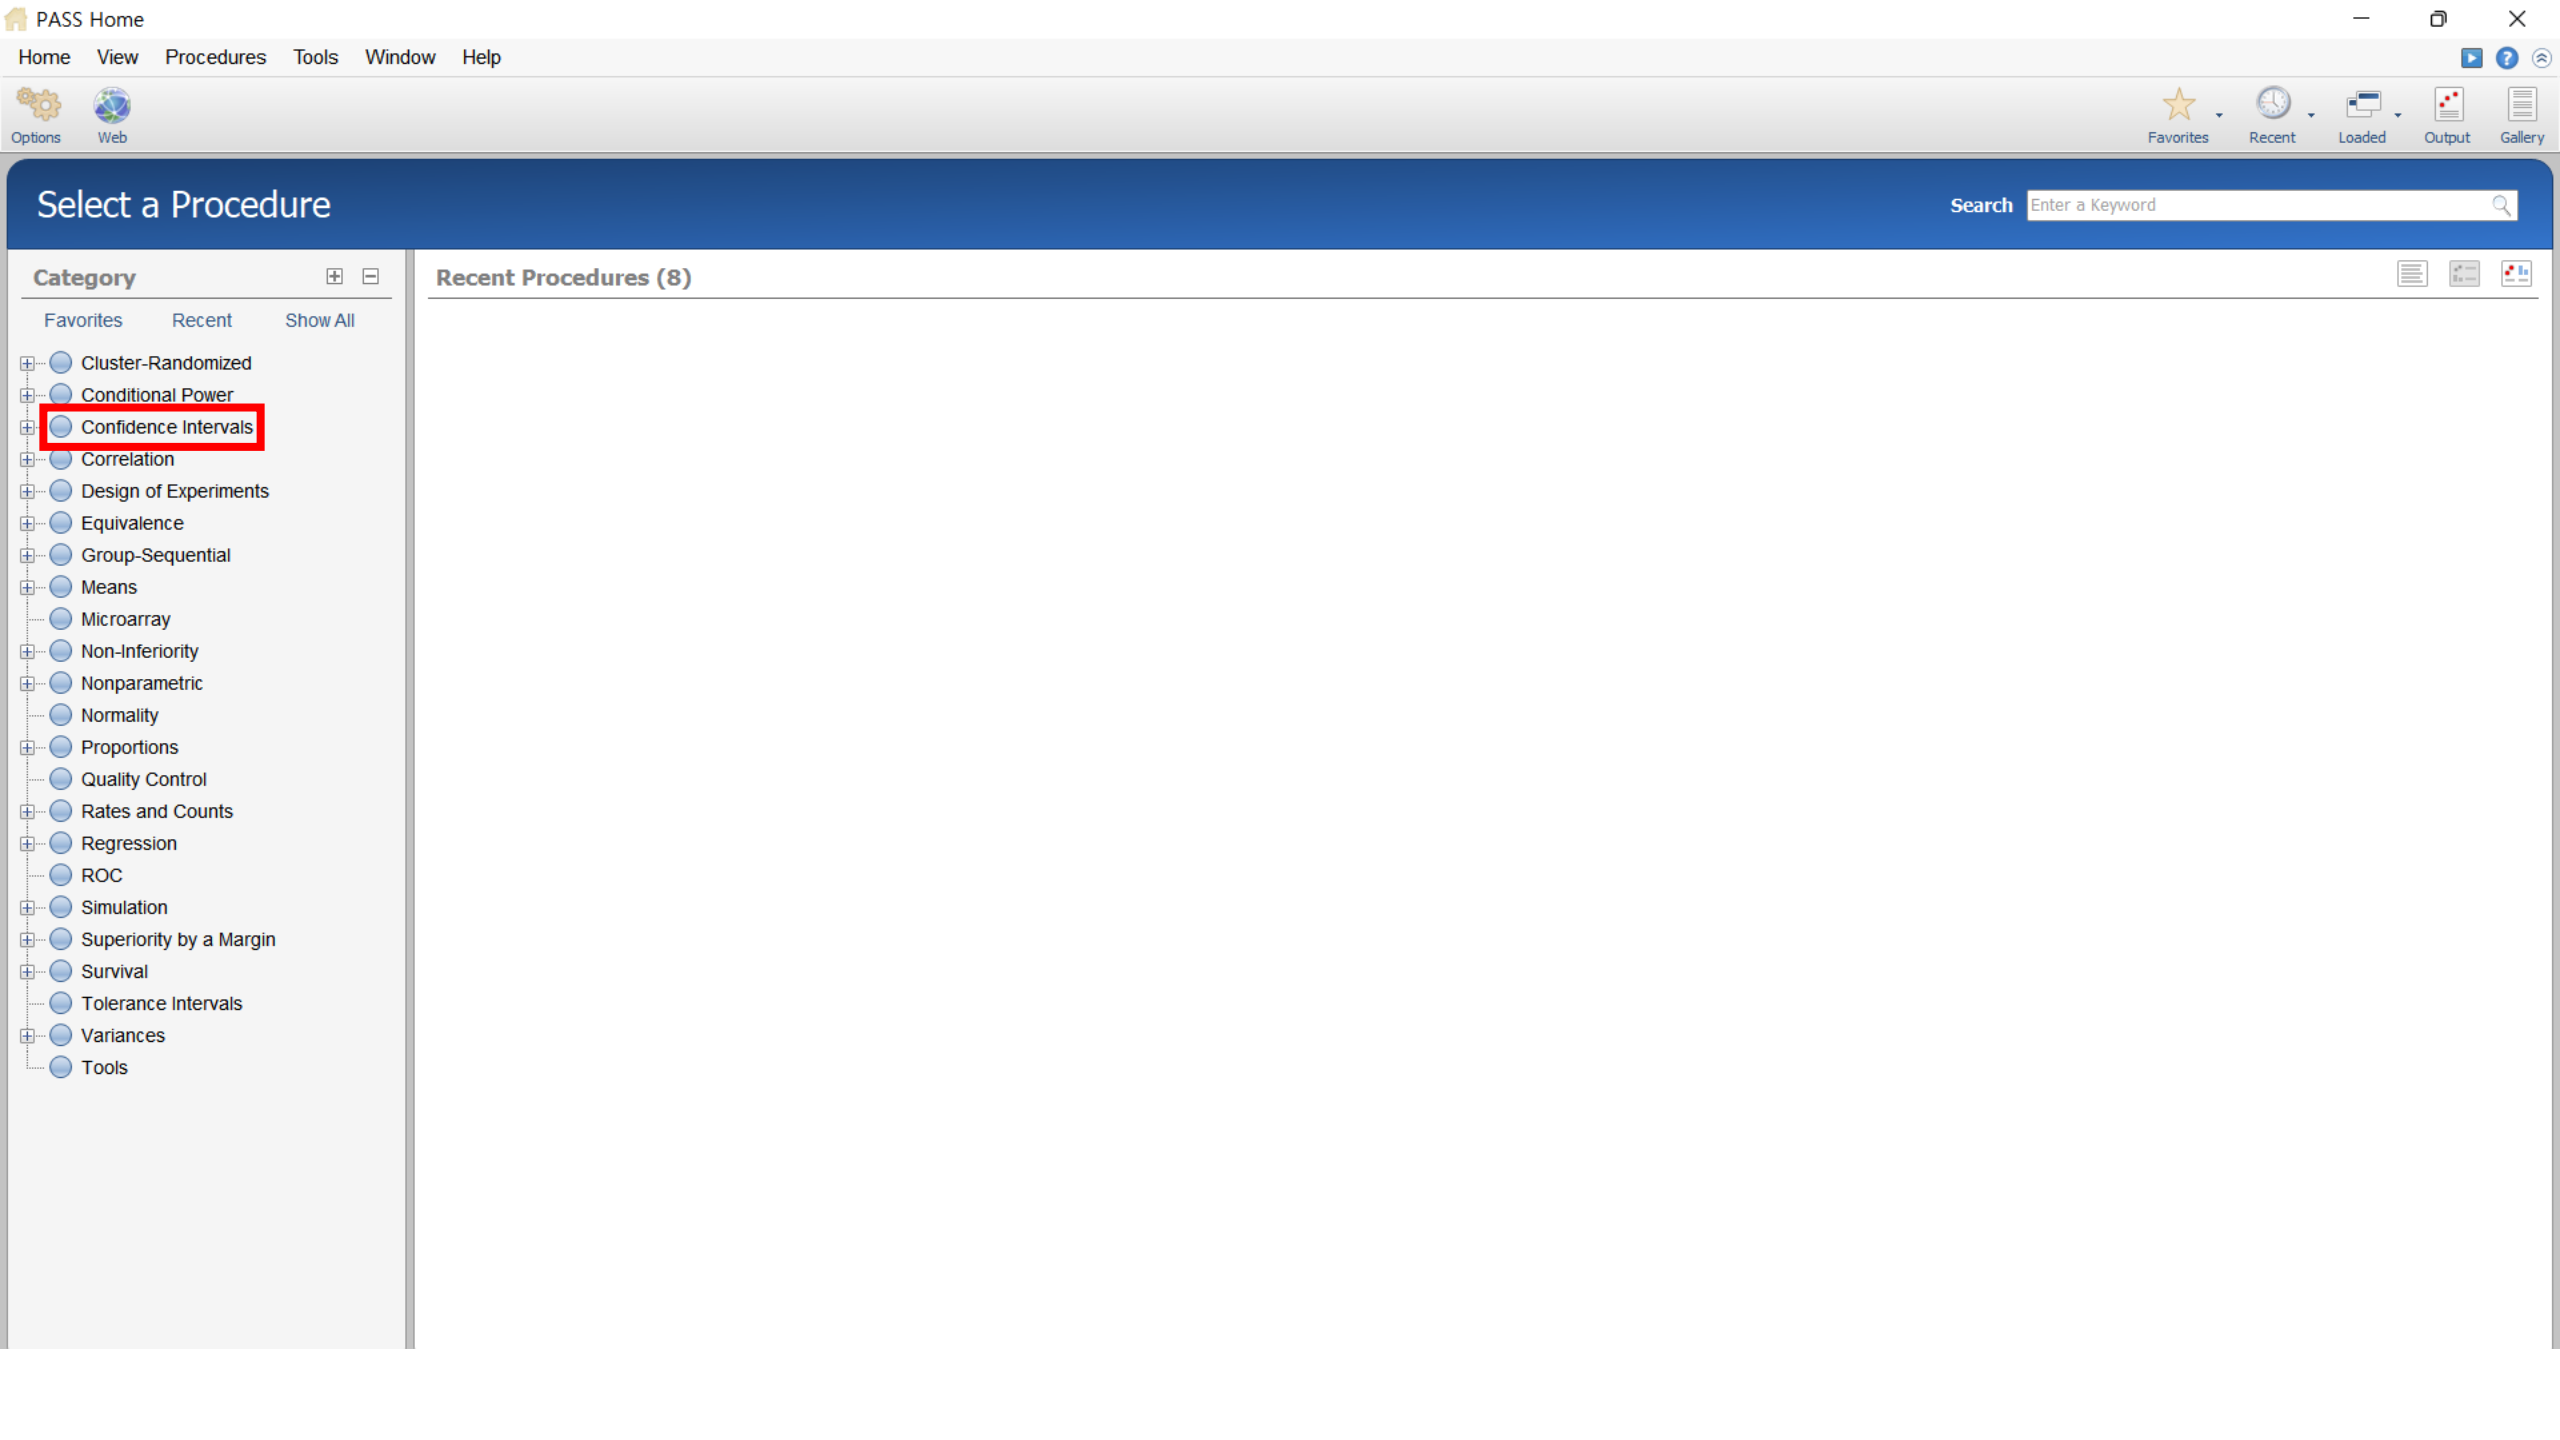 PASS Home
Home View Procedures Tools Window Help
Options Web Favorites Recent Loaded Output Gallery
Select a Procedure
Search Enter a Keyword
Category
Favorites Recent Show All
Cluster-Randomized
Conditional Power
Confidence Intervals
Correlation
Design of Experiments
Equivalence
Group-Sequential
Means
Microarray
Non-Inferiority
Nonparametric
Normality
Proportions
Quality Control
Rates and Counts
Regression
ROC
Simulation
Superiority by a Margin
Survival
Tolerance Intervals
Variances
Tools
Recent Procedures (8)